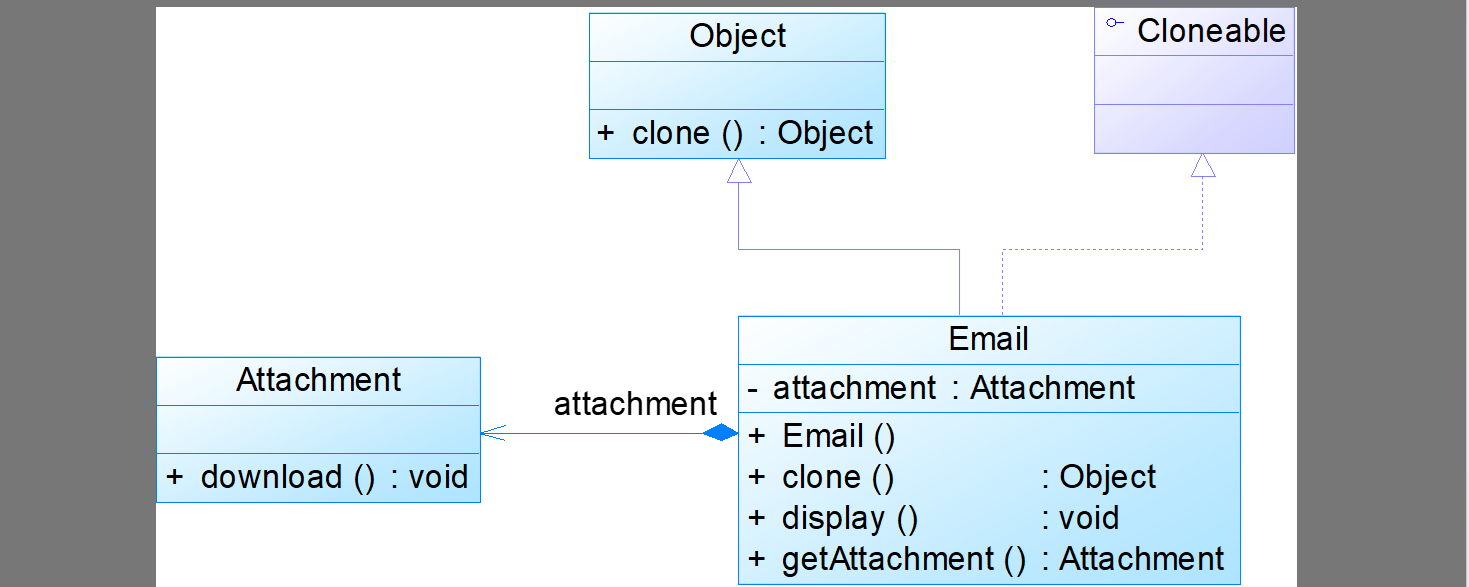 Object
+ clone () : Object
Cloneable
Attachment
+ download () : void
attachment
Email
- attachment : Attachment
+ Email ()
+ clone () : Object
+ display () : void
+ getAttachment () : Attachment